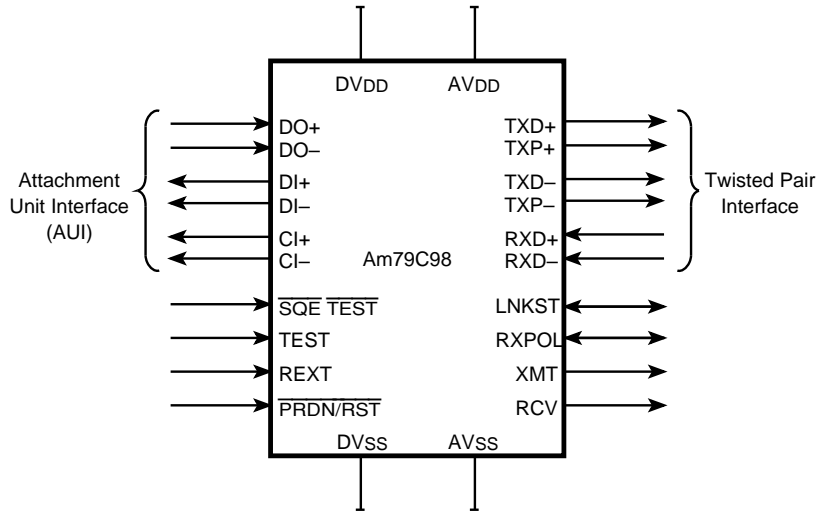 DVDD
AVDD
Attachment
Unit Interface
(AUI)
DO+
DO–
DI+
DI–
CI+
CI–
SQE TEST
TEST
REXT
PRDN/RST
Am79C98
TXD+
TXP+
TXD–
TXP–
RXD+
RXD–
LNKST
RXPOL
XMT
RCV
Twisted Pair
Interface
DVSS
AVSS